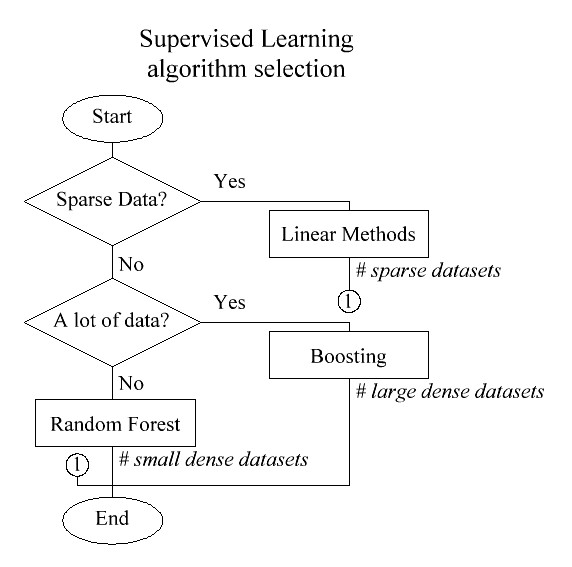 Supervised Learning
algorithm selection
Start
Sparse Data?
Yes
Linear Methods
# sparse datasets
1
No
A lot of data?
Yes
Boosting
# large dense datasets
No
Random Forest
# small dense datasets
1
End